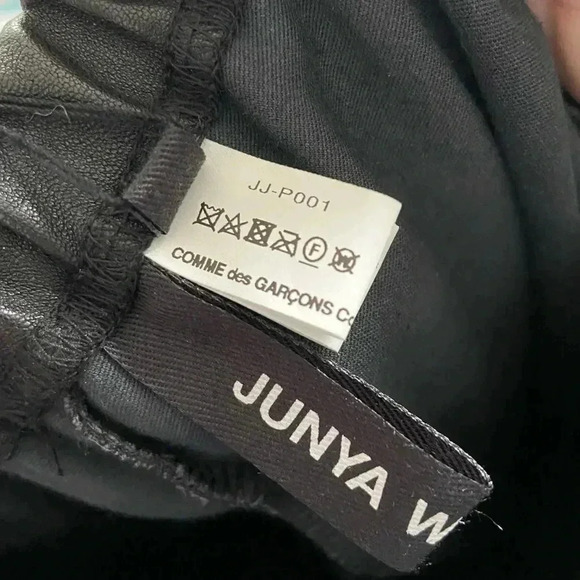 JJ-P001
F W
COMME des GARÇONS C
JUNYA W